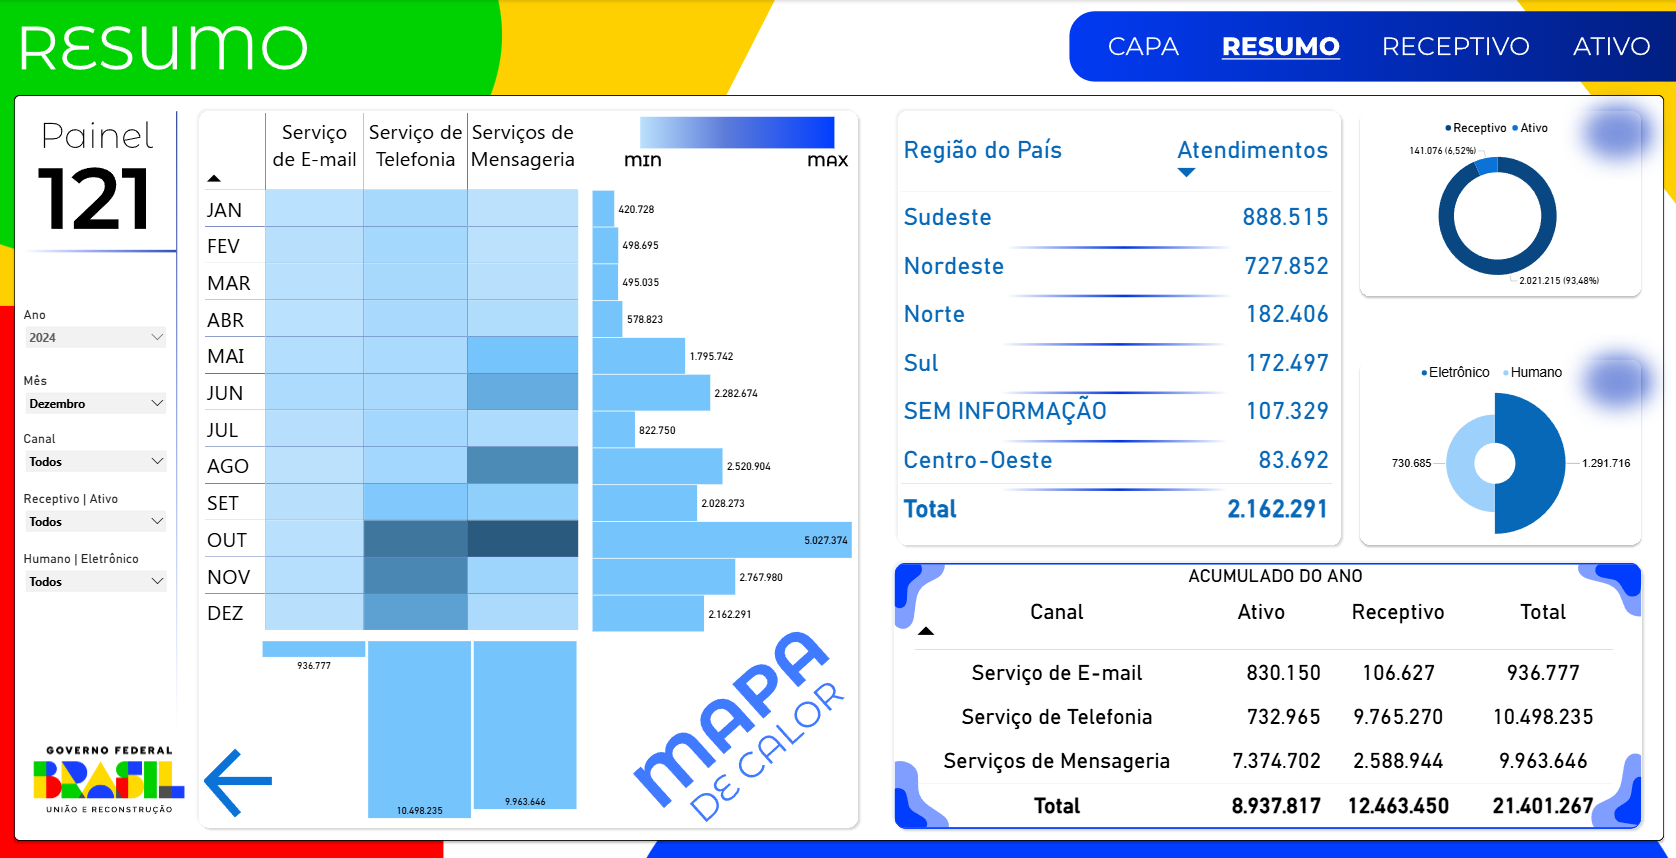 RESUMO
CAPA RESUMO RECEPTIVO ATIVO
Painel
121
Ano
2024
Mês
Dezembro
Canal
Todos
Receptivo | Ativo
Todos
Humano | Eletrônico
Todos
GOVERNO FEDERAL
BRASIL
UNIÃO E RECONSTRUÇÃO
Serviço de E-mail
Serviço de Telefonia
Serviços de Mensageria
MIN MAX
JAN 420.728
FEV 498.695
MAR 495.035
ABR 578.823
MAI 1.795.742
JUN 2.282.674
JUL 822.750
AGO 2.520.904
SET 2.028.273
OUT 5.027.374
NOV 2.767.980
DEZ 2.162.291
936.777
10.498.235
9.963.646
MAPA
DE CALOR
Região do País Atendimentos
Sudeste 888.515
Nordeste 727.852
Norte 182.406
Sul 172.497
SEM INFORMAÇÃO 107.329
Centro-Oeste 83.692
Total 2.162.291
Receptivo Ativo
141.076 (6,52%)
2.021.215 (93,48%)
Eletrônico Humano
730.685
1.291.716
ACUMULADO DO ANO
Canal Ativo Receptivo Total
Serviço de E-mail 830.150 106.627 936.777
Serviço de Telefonia 732.965 9.765.270 10.498.235
Serviços de Mensageria 7.374.702 2.588.944 9.963.646
Total 8.937.817 12.463.450 21.401.267